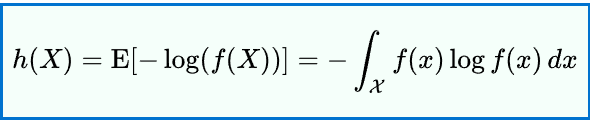 h(X) = E[− log(f(X))] = − ∫_𝒳 f(x) log f(x) dx